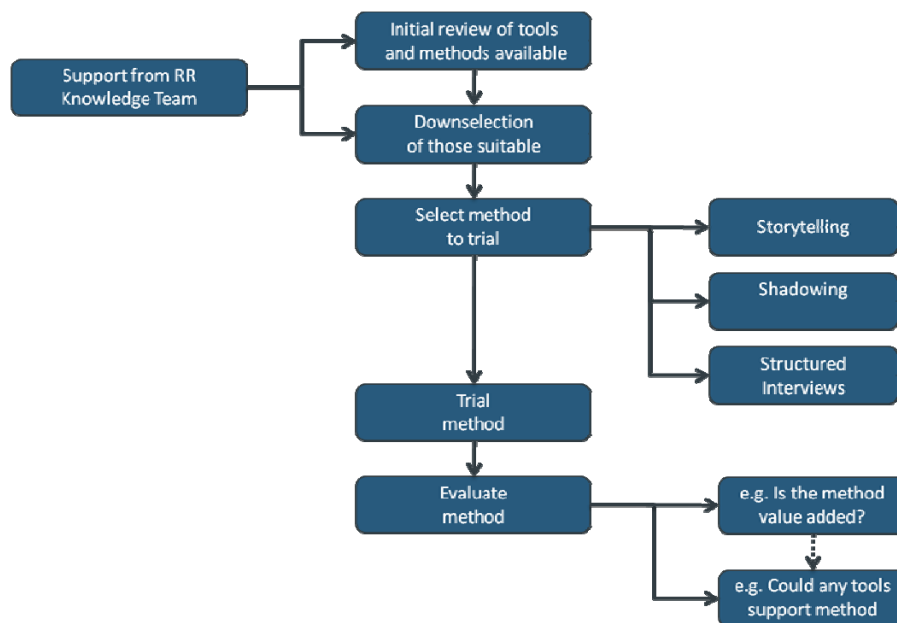 Initial review of tools
and methods available
Support from RR
Knowledge Team
Downselection
of those suitable
Select method
to trial
Storytelling
Shadowing
Structured
Interviews
Trial
method
Evaluate
method
e.g. Is the method
value added?
e.g. Could any tools
support method